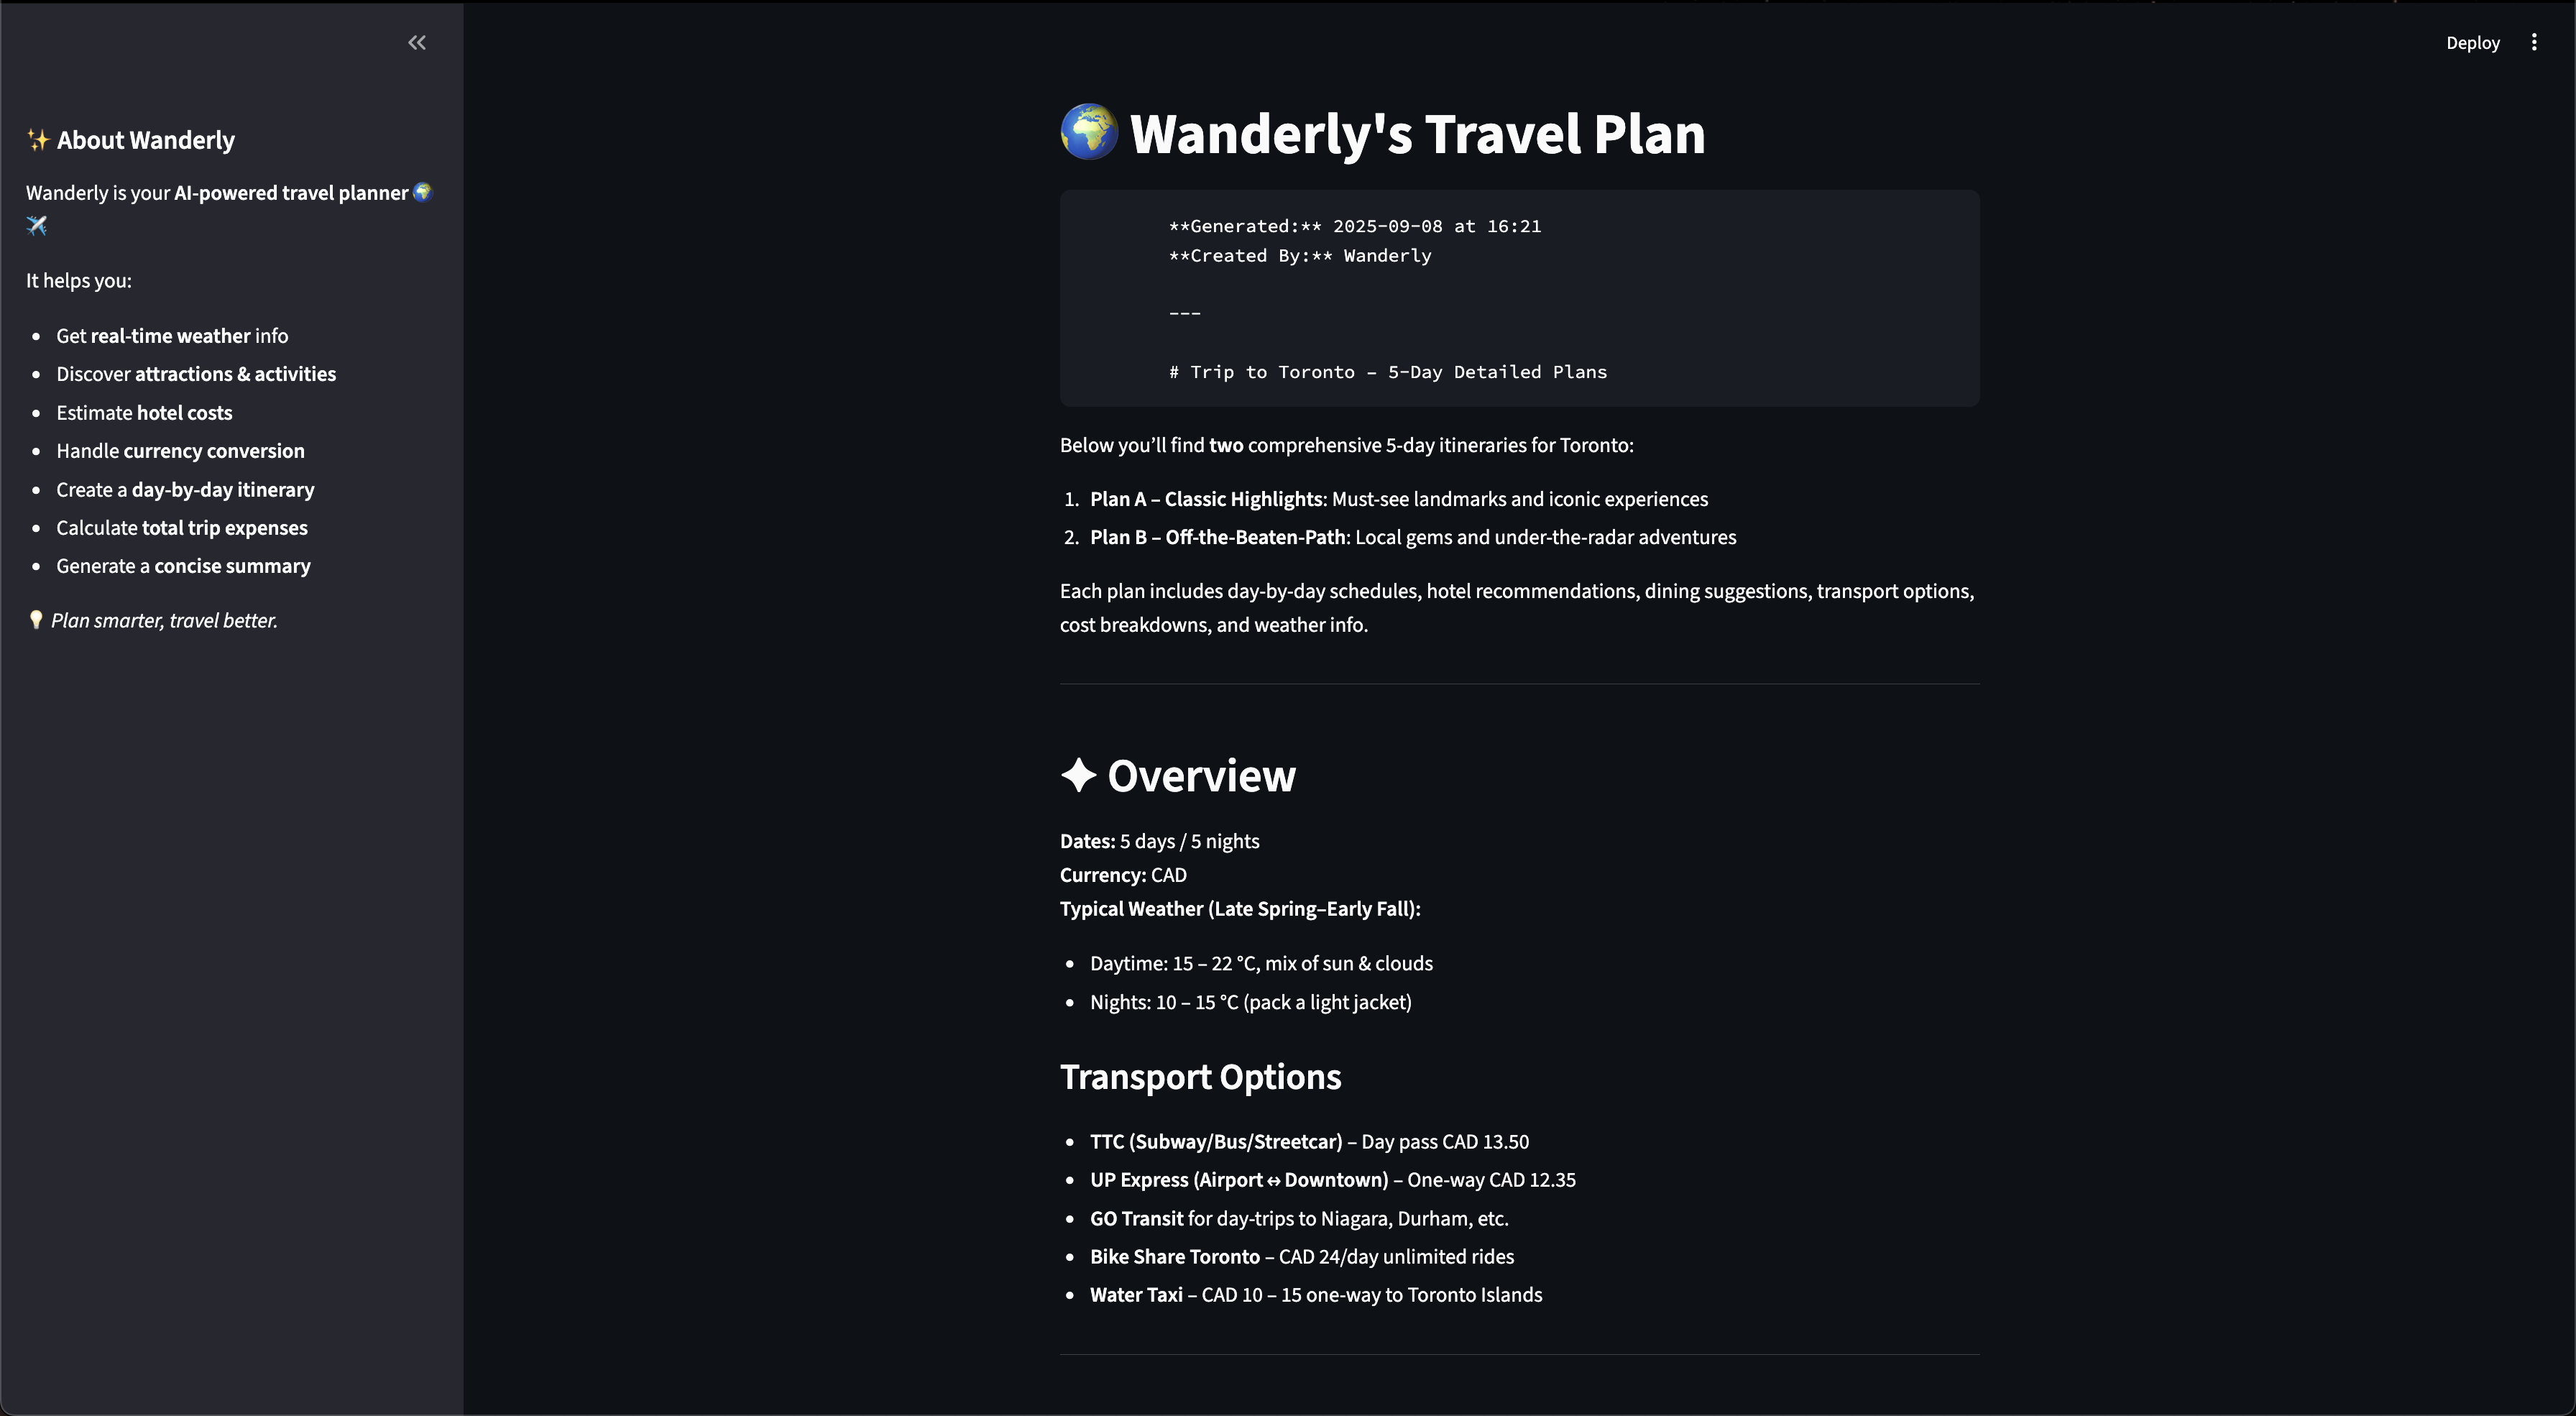 Deploy
✨ About Wanderly
Wanderly is your AI-powered travel planner 🌍
✈️
It helps you:
• Get real-time weather info
• Discover attractions & activities
• Estimate hotel costs
• Handle currency conversion
• Create a day-by-day itinerary
• Calculate total trip expenses
• Generate a concise summary
💡 Plan smarter, travel better.
🌍 Wanderly's Travel Plan
**Generated:** 2025-09-08 at 16:21
**Created By:** Wanderly
---
# Trip to Toronto – 5-Day Detailed Plans
Below you’ll find two comprehensive 5-day itineraries for Toronto:
1. Plan A – Classic Highlights: Must-see landmarks and iconic experiences
2. Plan B – Off-the-Beaten-Path: Local gems and under-the-radar adventures
Each plan includes day-by-day schedules, hotel recommendations, dining suggestions, transport options,
cost breakdowns, and weather info.
✦ Overview
Dates: 5 days / 5 nights
Currency: CAD
Typical Weather (Late Spring–Early Fall):
• Daytime: 15 – 22 °C, mix of sun & clouds
• Nights: 10 – 15 °C (pack a light jacket)
Transport Options
• TTC (Subway/Bus/Streetcar) – Day pass CAD 13.50
• UP Express (Airport ↔ Downtown) – One-way CAD 12.35
• GO Transit for day-trips to Niagara, Durham, etc.
• Bike Share Toronto – CAD 24/day unlimited rides
• Water Taxi – CAD 10 – 15 one-way to Toronto Islands